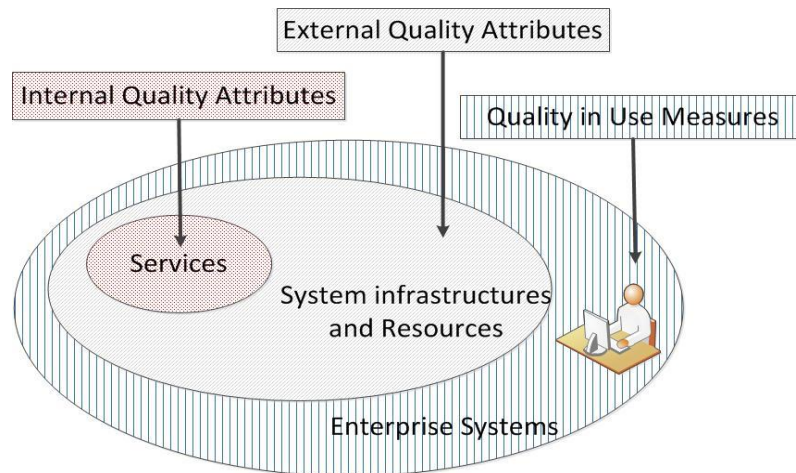 External Quality Attributes
Internal Quality Attributes
Quality in Use Measures
Services
System infrastructures
and Resources
Enterprise Systems